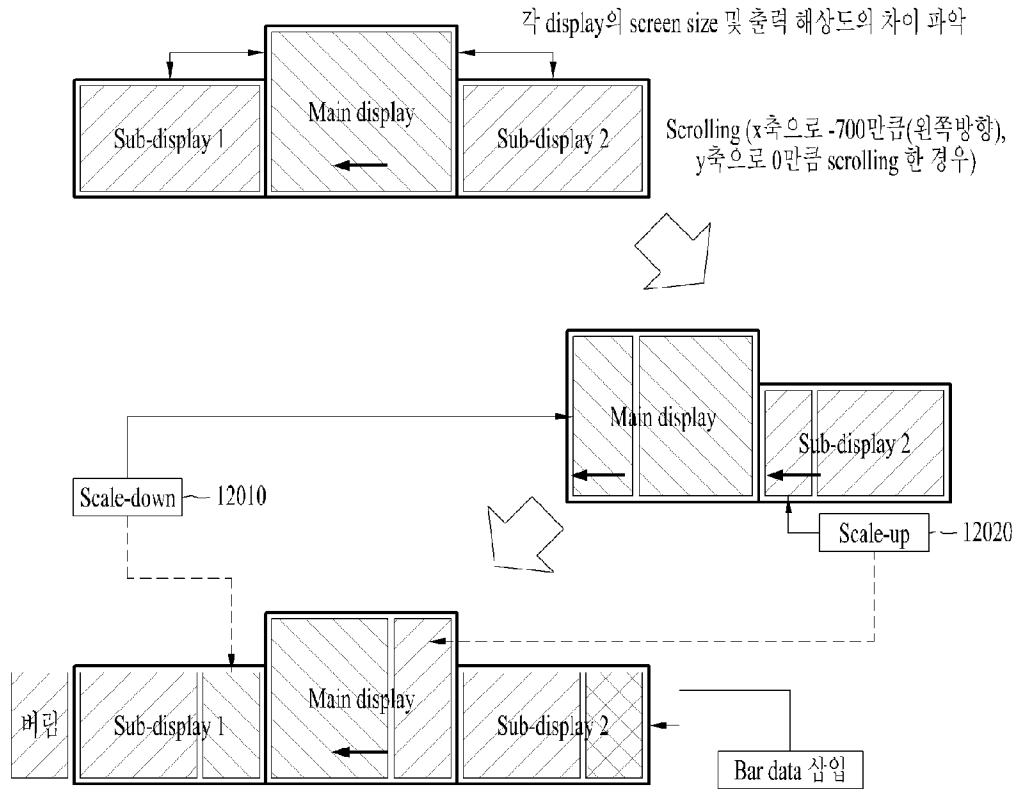 각 display의 screen size 및 출력 해상도의 차이 파악
Main display
Sub-display 1
Sub-display 2
Scrolling (x축으로 -700만큼(왼쪽방향),
y축으로 0만큼 scrolling 한 경우)
Main display
Sub-display 2
Scale-down
12010
Scale-up
12020
버림
Sub-display 1
Main display
Sub-display 2
Bar data 삽입